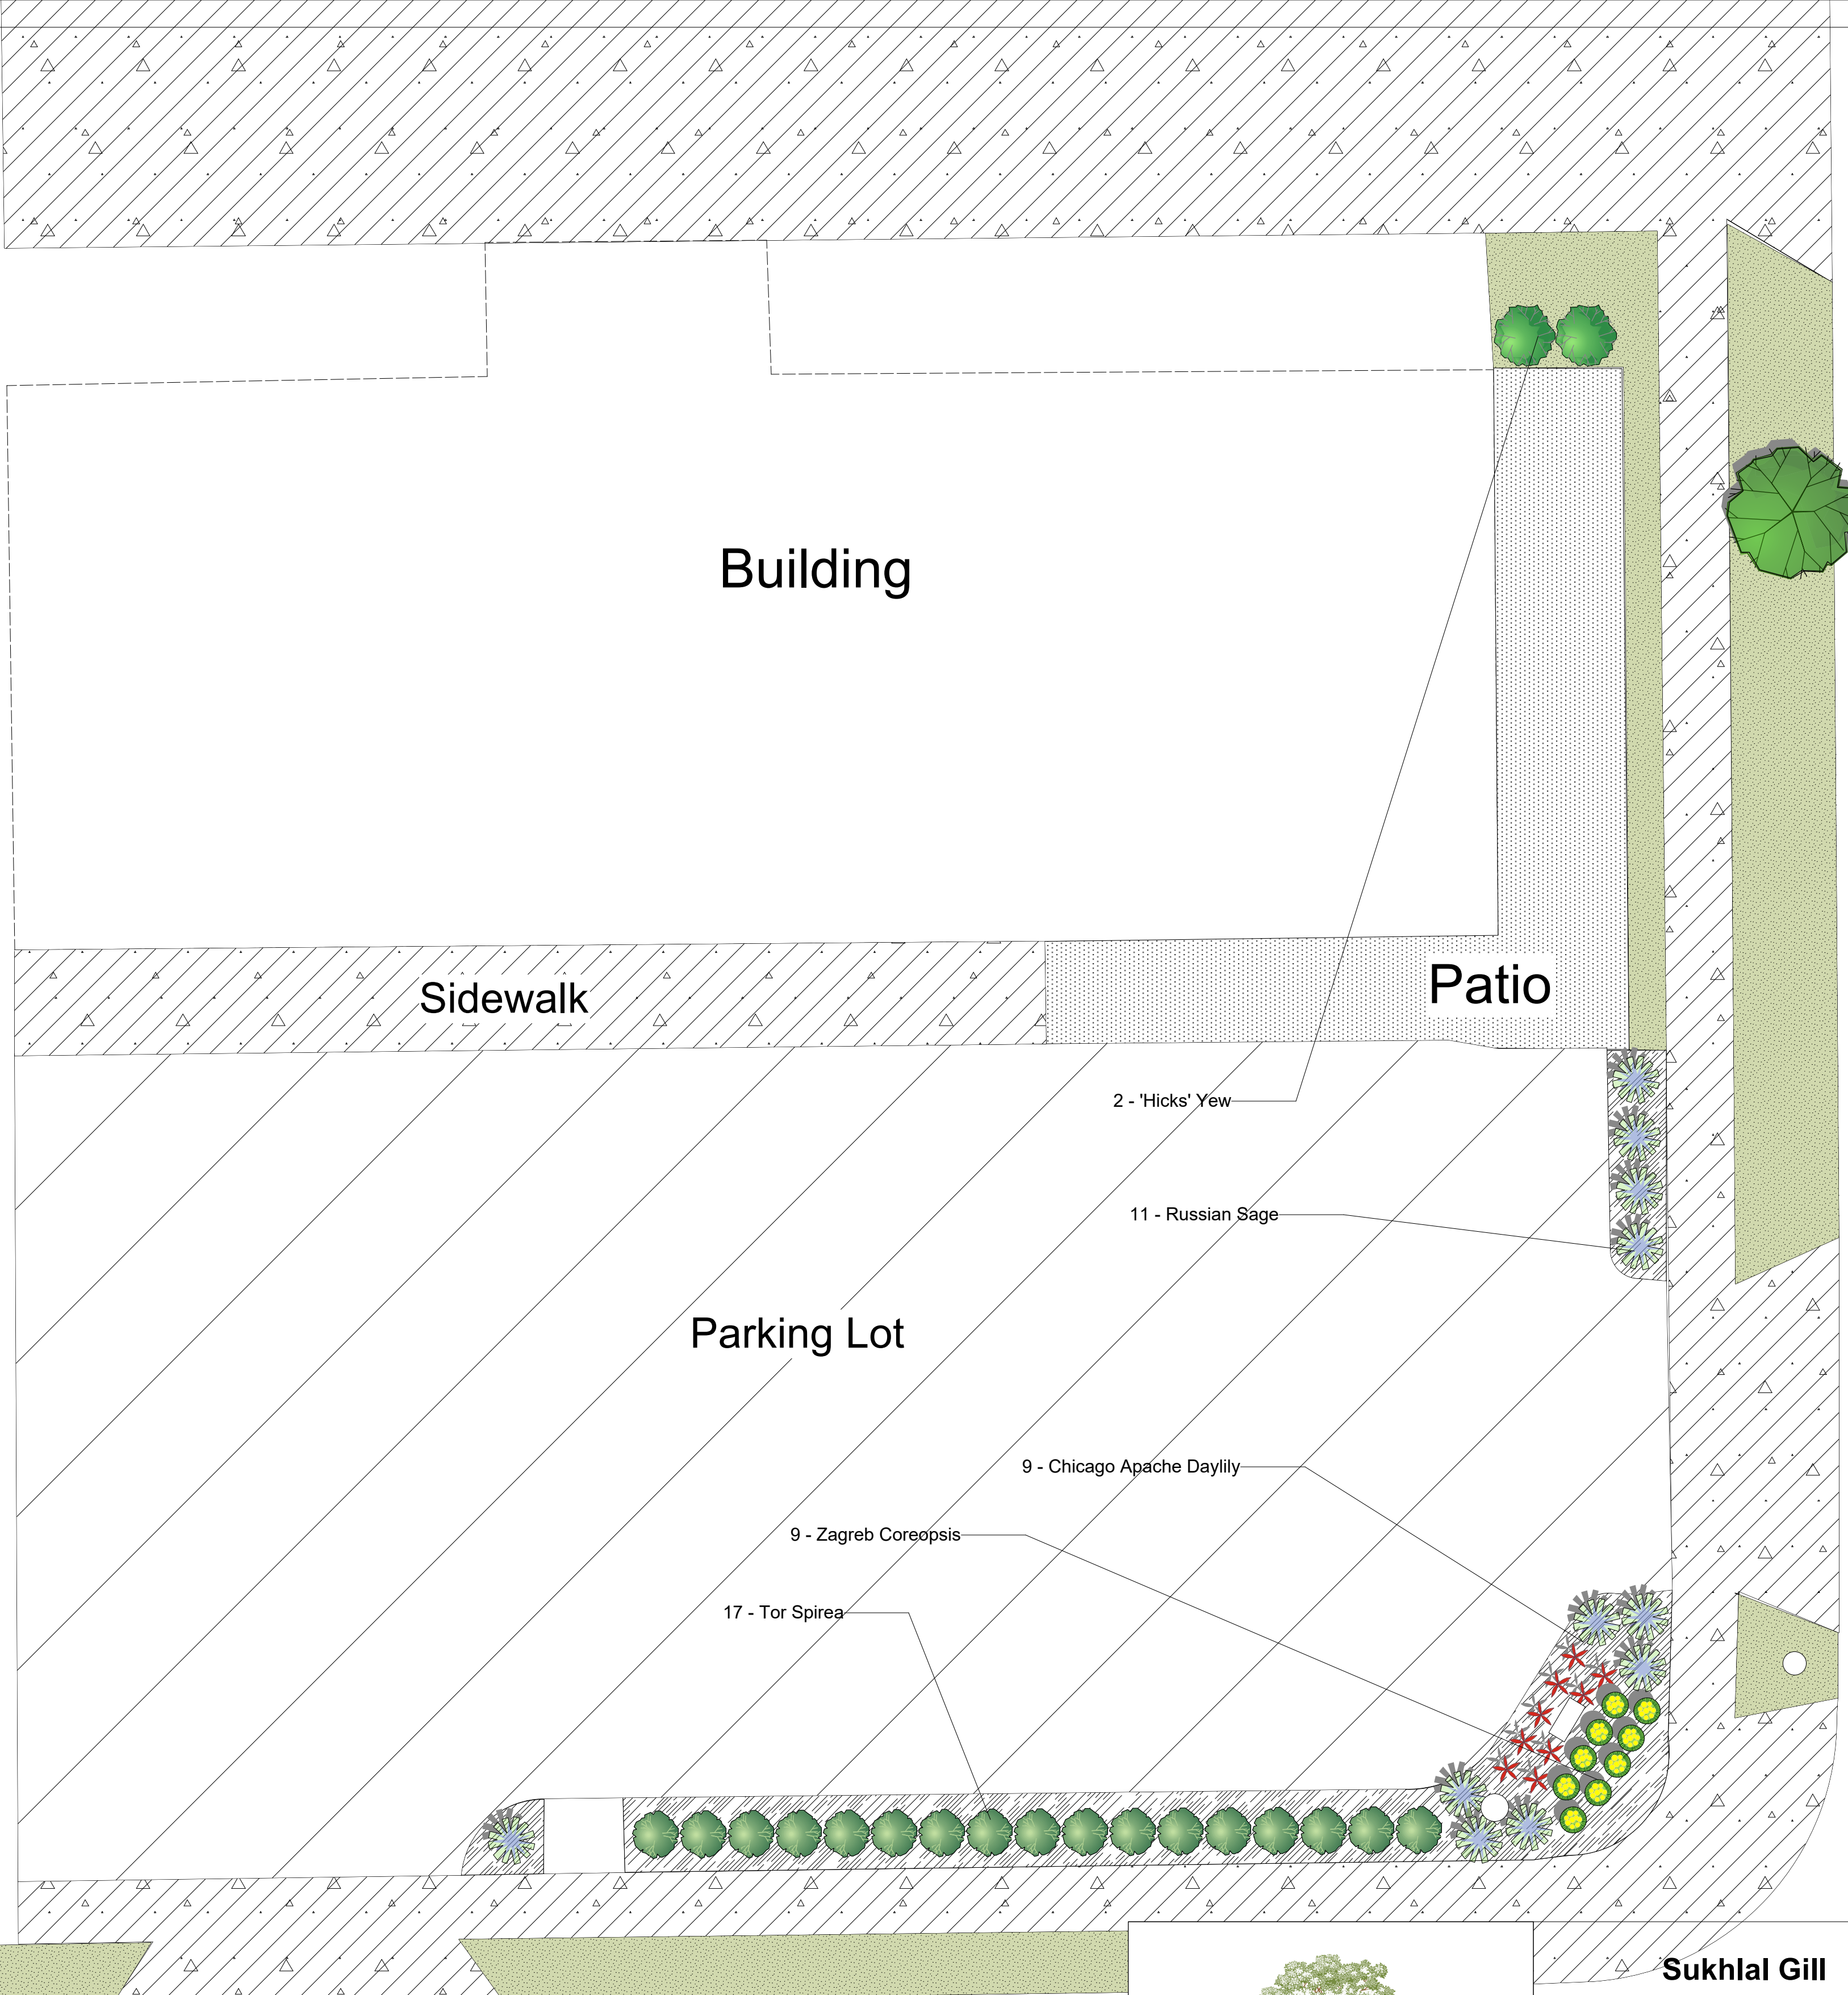 Building
Sidewalk
Patio
2 - 'Hicks' Yew
11 - Russian Sage
Parking Lot
9 - Chicago Apache Daylily
9 - Zagreb Coreopsis
17 - Tor Spirea
Sukhlal Gill